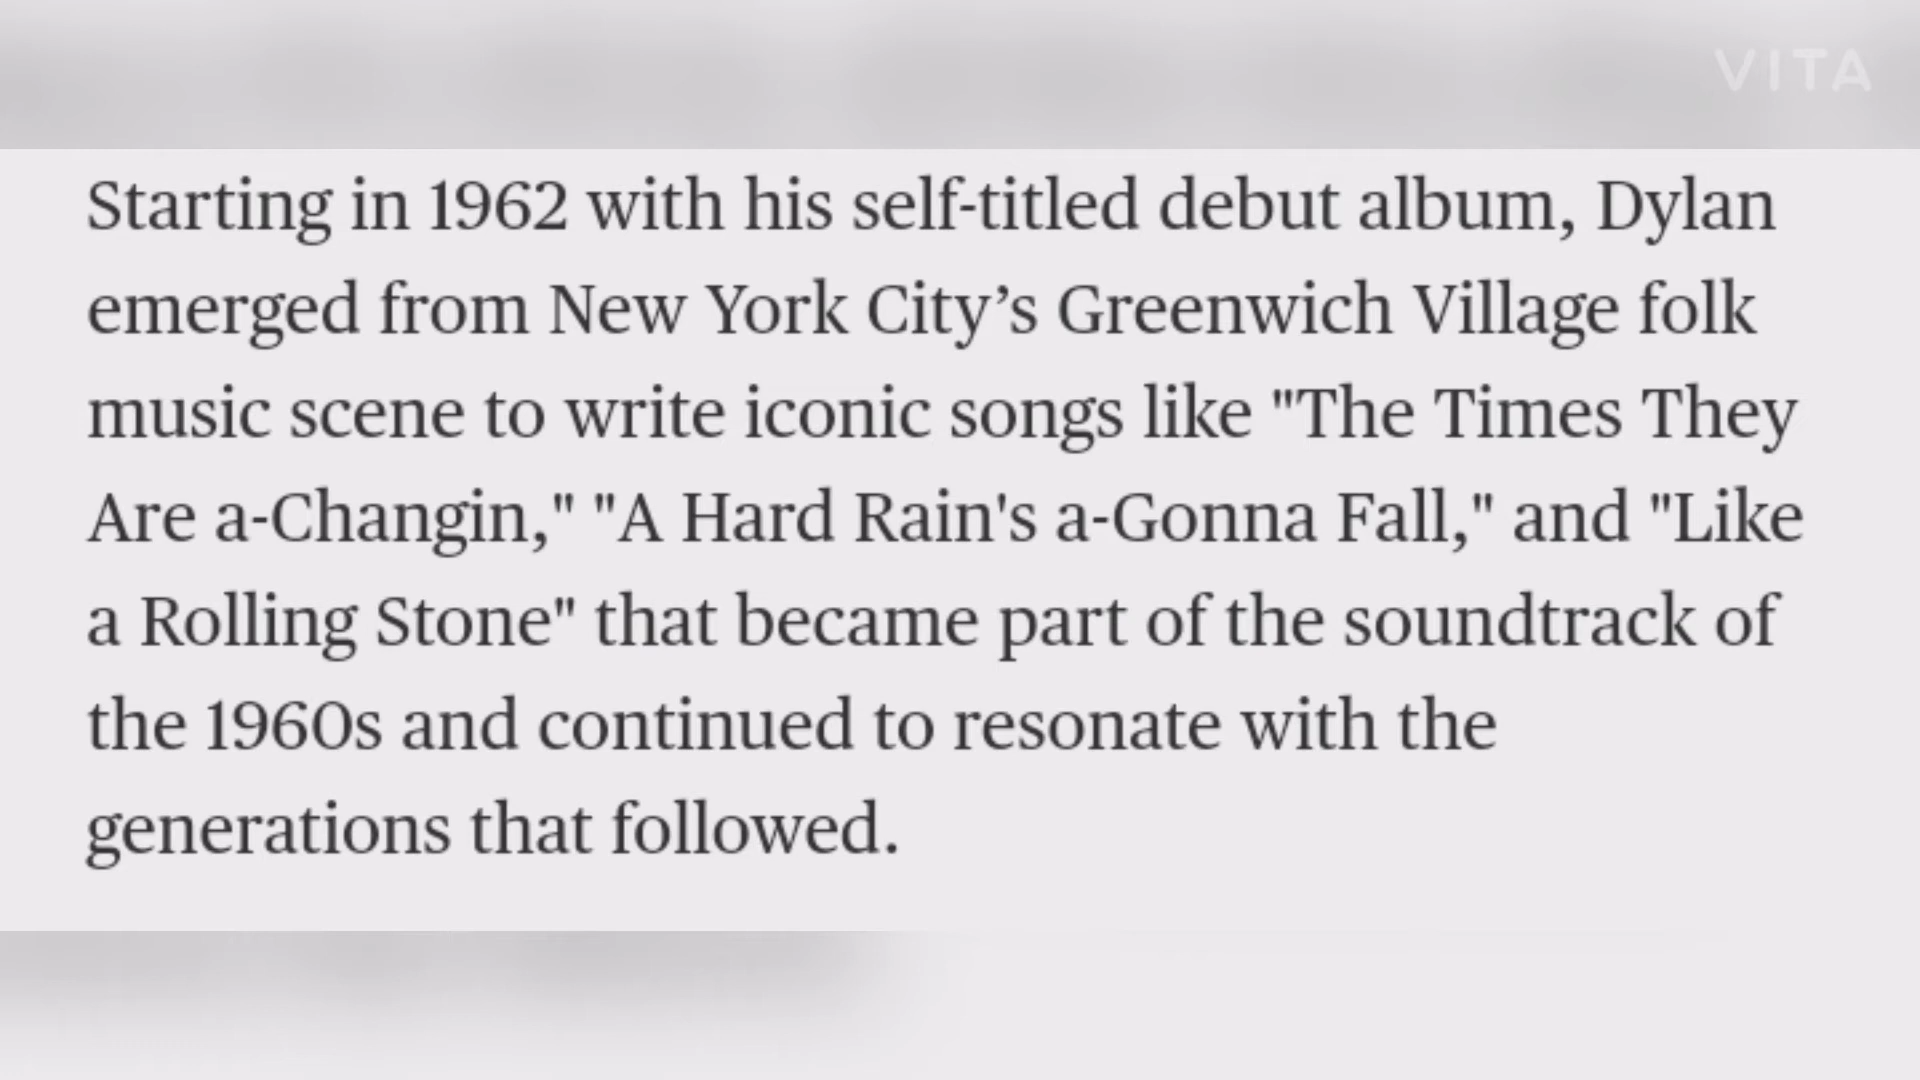 VITA
Starting in 1962 with his self-titled debut album, Dylan
emerged from New York City’s Greenwich Village folk
music scene to write iconic songs like "The Times They
Are a-Changin," "A Hard Rain's a-Gonna Fall," and "Like
a Rolling Stone" that became part of the soundtrack of
the 1960s and continued to resonate with the
generations that followed.